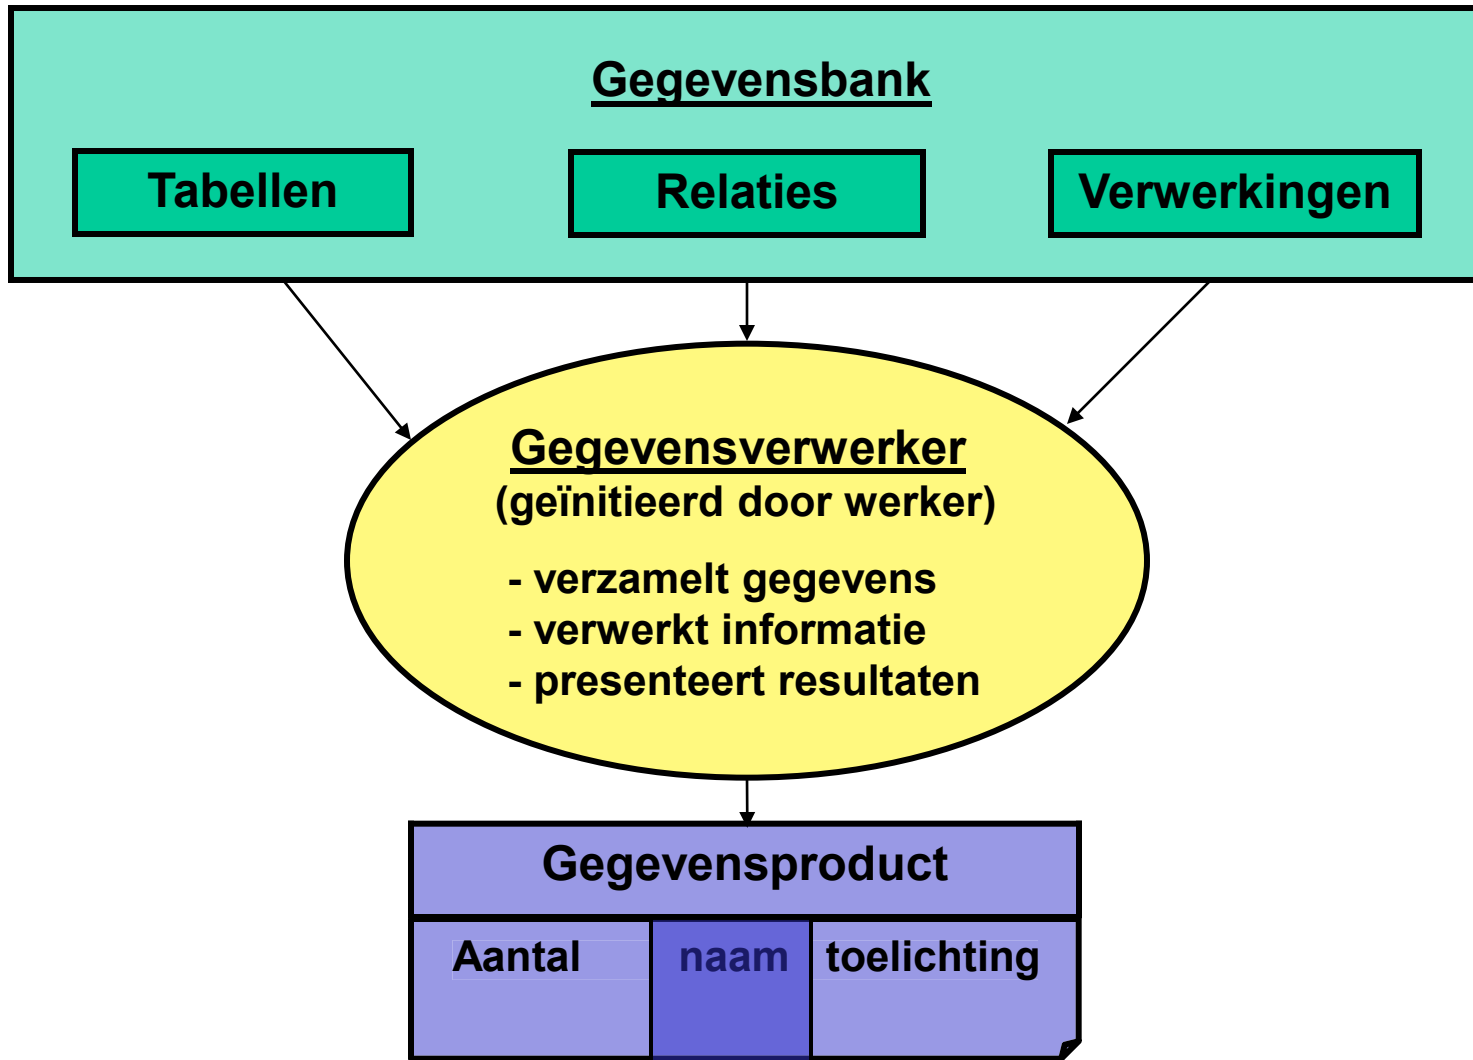 Gegevensbank
Tabellen Relaties Verwerkingen
Gegevensverwerker
(geïnitieerd door werker)
- verzamelt gegevens
- verwerkt informatie
- presenteert resultaten
Gegevensproduct
Aantal naam toelichting